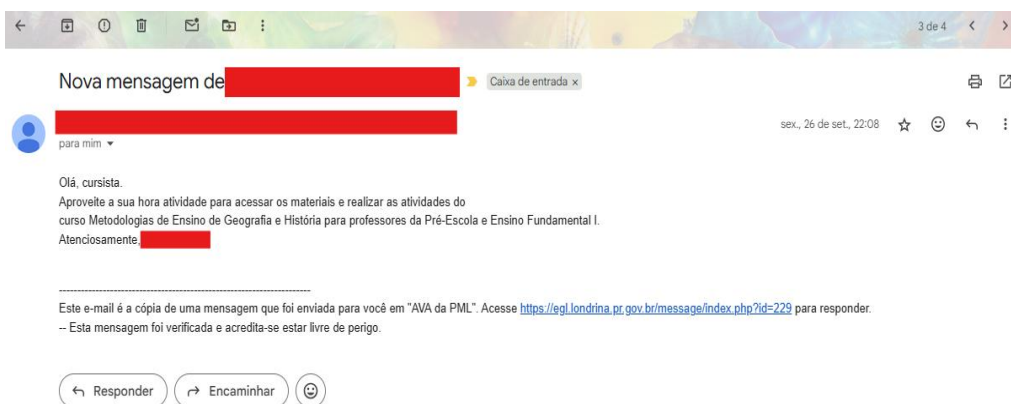 3 de 4
Nova mensagem de
Caixa de entrada x
sex., 26 de set., 22:08
para mim
Olá, cursista.
Aproveite a sua hora atividade para acessar os materiais e realizar as atividades do
curso Metodologias de Ensino de Geografia e História para professores da Pré-Escola e Ensino Fundamental I.
Atenciosamente,
--------------------------------------------------------------------
Este e-mail é a cópia de uma mensagem que foi enviada para você em "AVA da PML". Acesse https://egl.londrina.pr.gov.br/message/index.php?id=229 para responder.
-- Esta mensagem foi verificada e acredita-se estar livre de perigo.
Responder Encaminhar